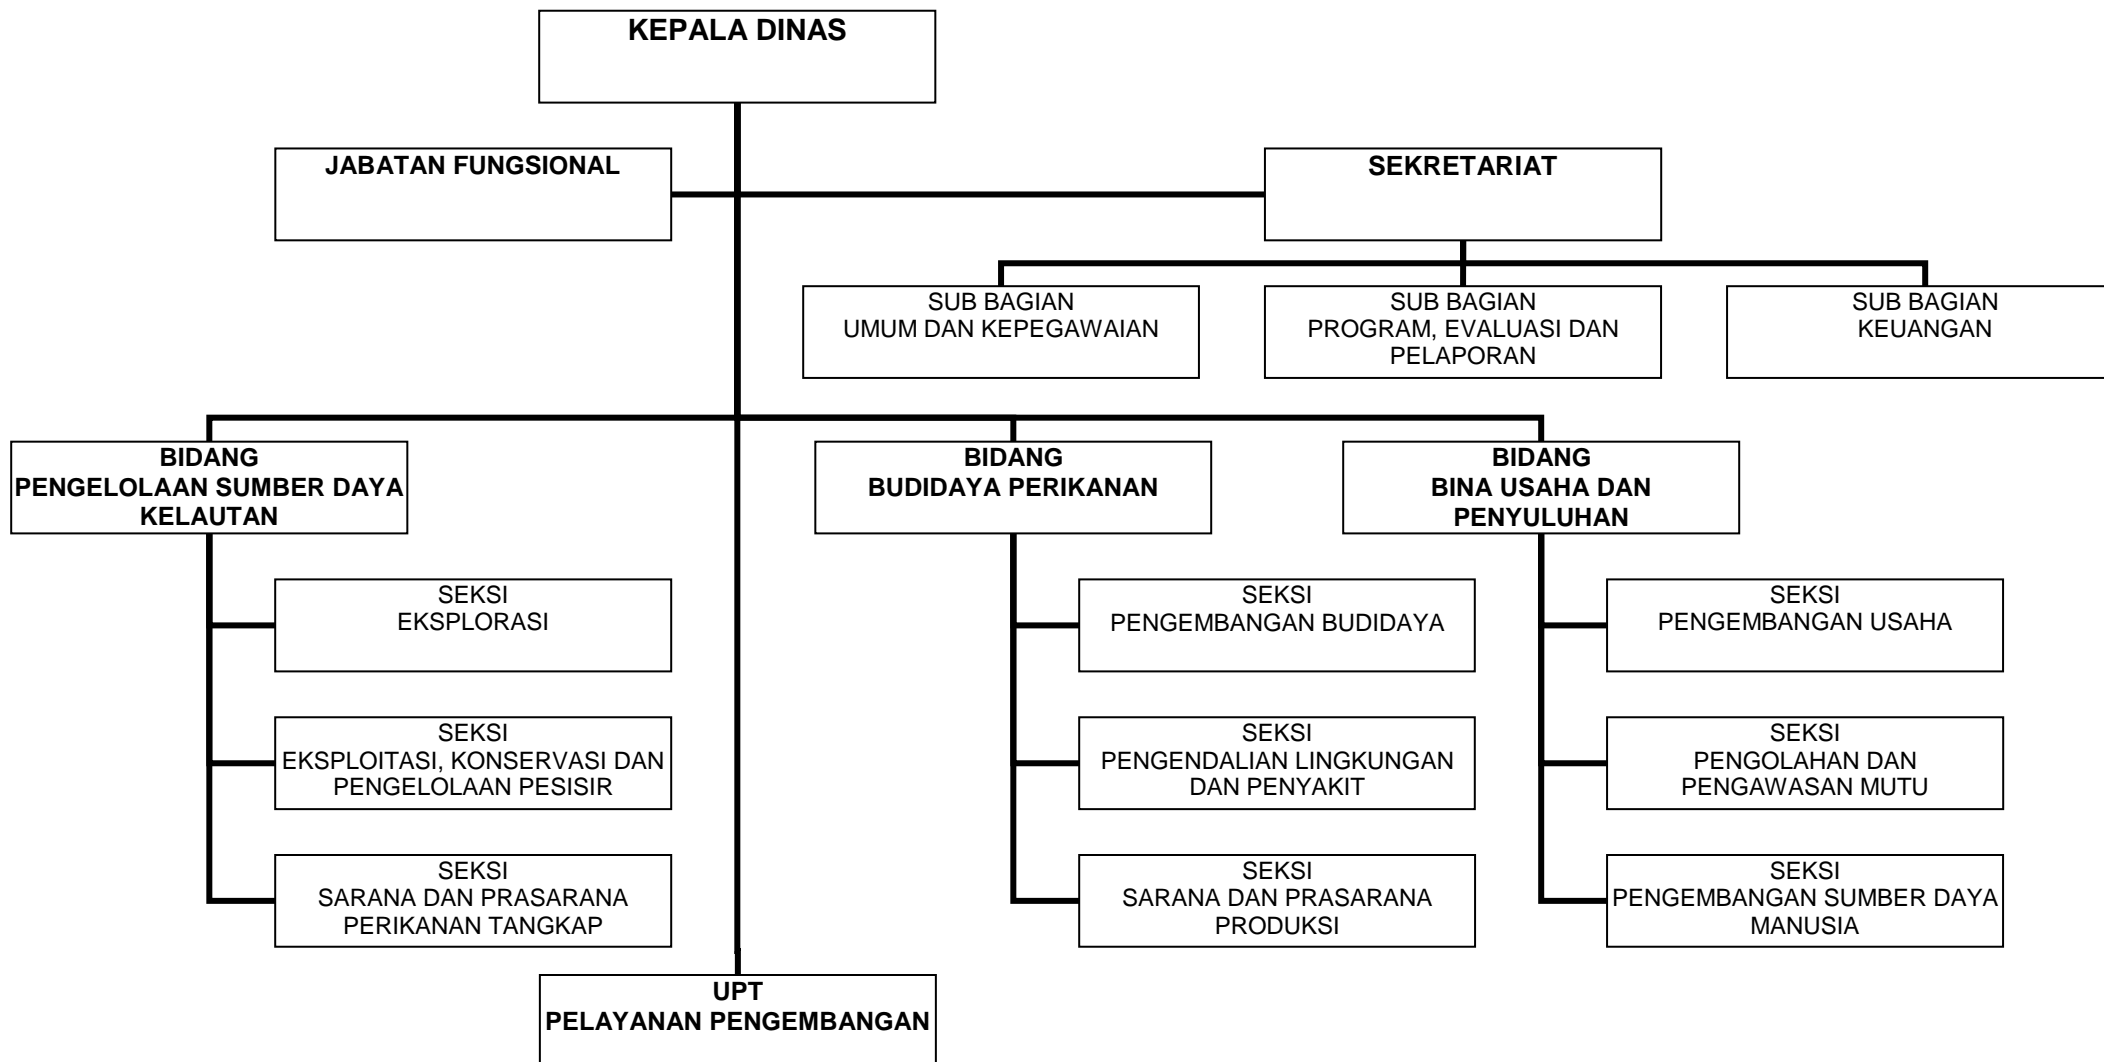 KEPALA DINAS
JABATAN FUNGSIONAL
SEKRETARIAT
SUB BAGIAN
UMUM DAN KEPEGAWAIAN
SUB BAGIAN
PROGRAM, EVALUASI DAN
PELAPORAN
SUB BAGIAN
KEUANGAN
BIDANG
PENGELOLAAN SUMBER DAYA
KELAUTAN
BIDANG
BUDIDAYA PERIKANAN
BIDANG
BINA USAHA DAN
PENYULUHAN
SEKSI
EKSPLORASI
SEKSI
EKSPLOITASI, KONSERVASI DAN
PENGELOLAAN PESISIR
SEKSI
SARANA DAN PRASARANA
PERIKANAN TANGKAP
SEKSI
PENGEMBANGAN BUDIDAYA
SEKSI
PENGENDALIAN LINGKUNGAN
DAN PENYAKIT
SEKSI
SARANA DAN PRASARANA
PRODUKSI
SEKSI
PENGEMBANGAN USAHA
SEKSI
PENGOLAHAN DAN
PENGAWASAN MUTU
SEKSI
PENGEMBANGAN SUMBER DAYA
MANUSIA
UPT
PELAYANAN PENGEMBANGAN